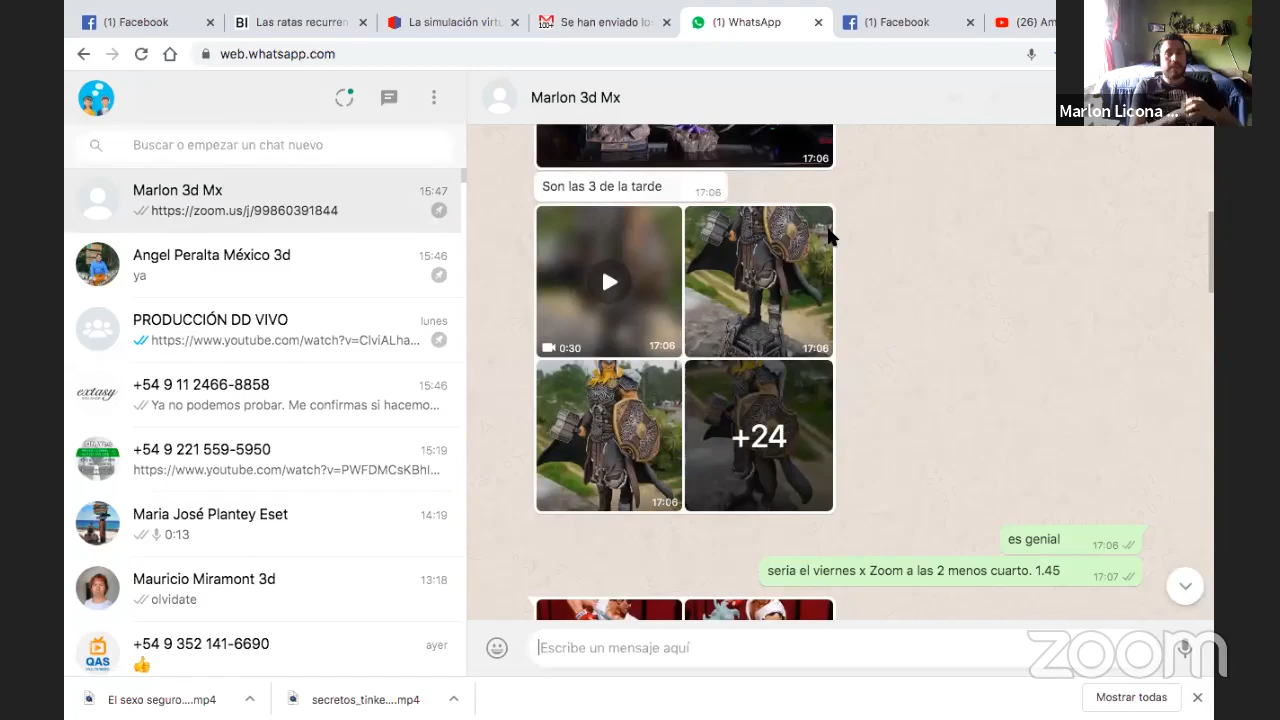 (1) Facebook
Las ratas recurren
La simulación virtu
Se han enviado lo
(1) WhatsApp
(1) Facebook
(26) Am
web.whatsapp.com
Marlon Licona ...
Marlon 3d Mx
Buscar o empezar un chat nuevo
Marlon 3d Mx
15:47
https://zoom.us/j/99860391844
Angel Peralta México 3d
15:46
ya
PRODUCCIÓN DD VIVO
lunes
https://www.youtube.com/watch?v=ClviALha...
+54 9 11 2466-8858
15:46
Ya no podemos probar. Me confirmas si hacemo...
extasy
+54 9 221 559-5950
15:19
https://www.youtube.com/watch?v=PWFDMCsKBhI...
Maria José Plantey Eset
14:19
0:13
Mauricio Miramont 3d
13:18
olvidate
+54 9 352 141-6690
ayer
QAS
17:06
Son las 3 de la tarde
17:06
0:30
17:06
17:06
17:06
+24
es genial
17:06
seria el viernes x Zoom a las 2 menos cuarto. 1.45
17:07
Escribe un mensaje aquí
zoom
El sexo seguro....mp4
secretos_tinke....mp4
Mostrar todas